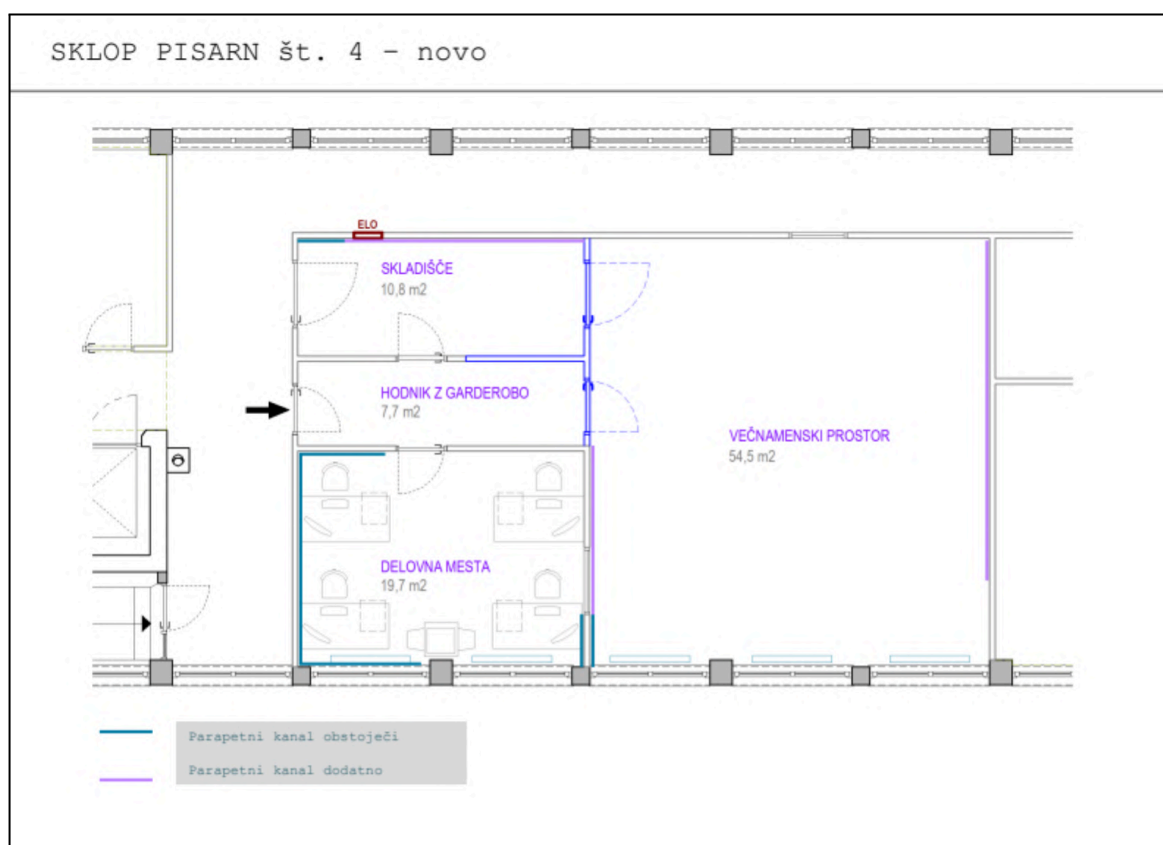 SKLOP PISARN št. 4 – novo
ELO
SKLADIŠČE
10,8 m2
HODNIK Z GARDEROBO
7,7 m2
VEČNAMENSKI PROSTOR
54,5 m2
DELOVNA MESTA
19,7 m2
Parapetni kanal obstoječi
Parapetni kanal dodatno